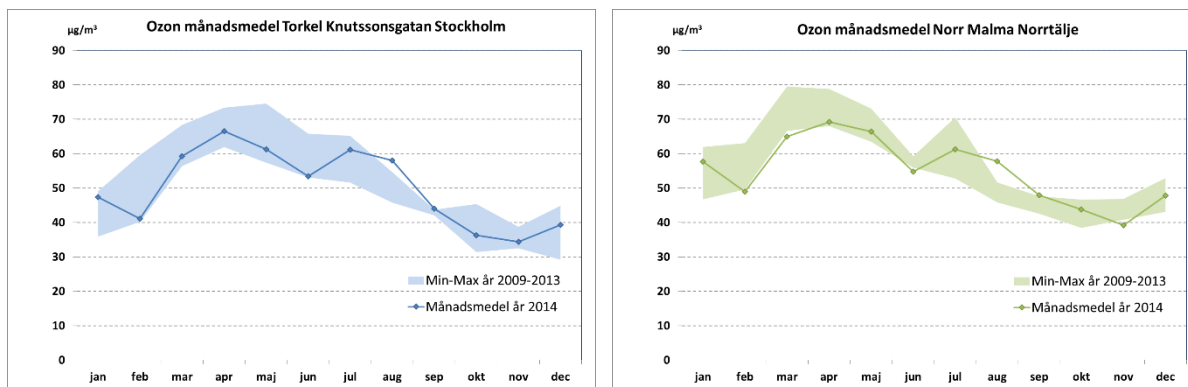 Ozon månadsmedel Torkel Knutssonsgatan Stockholm
µg/m³
90
80
70
60
50
40
30
20
10
0
jan feb mar apr maj jun jul aug sep okt nov dec
Min-Max år 2009-2013
Månadsmedel år 2014
Ozon månadsmedel Norr Malma Norrtälje
µg/m³
90
80
70
60
50
40
30
20
10
0
jan feb mar apr maj jun jul aug sep okt nov dec
Min-Max år 2009-2013
Månadsmedel år 2014